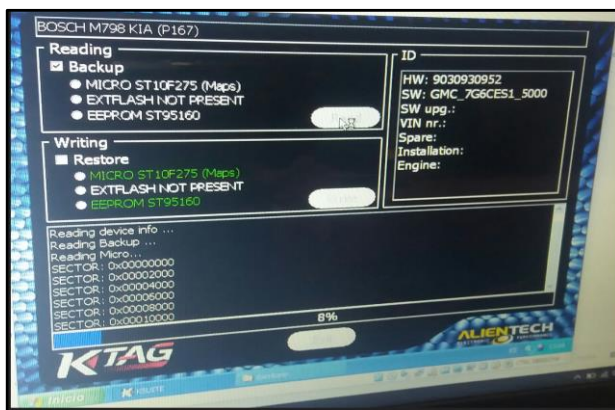 BOSCH M798 KIA (P167)
Reading
Backup
MICRO ST10F275 (Maps)
EXTFLASH NOT PRESENT
EEPROM ST95160
Writing
Restore
MICRO ST10F275 (Maps)
EXTFLASH NOT PRESENT
EEPROM ST95160
ID
HW: 9030930952
SW: GMC_7G6CES1_5000
SW upg.:
VIN nr.:
Spare:
Installation:
Engine:
Reading device info ...
Reading Backup ...
Reading Micro...
SECTOR: 0x00000000
SECTOR: 0x00002000
SECTOR: 0x00004000
SECTOR: 0x00006000
SECTOR: 0x00008000
SECTOR: 0x00010000
8%
KTAG
ALIENTECH
Inicio
KSUITE